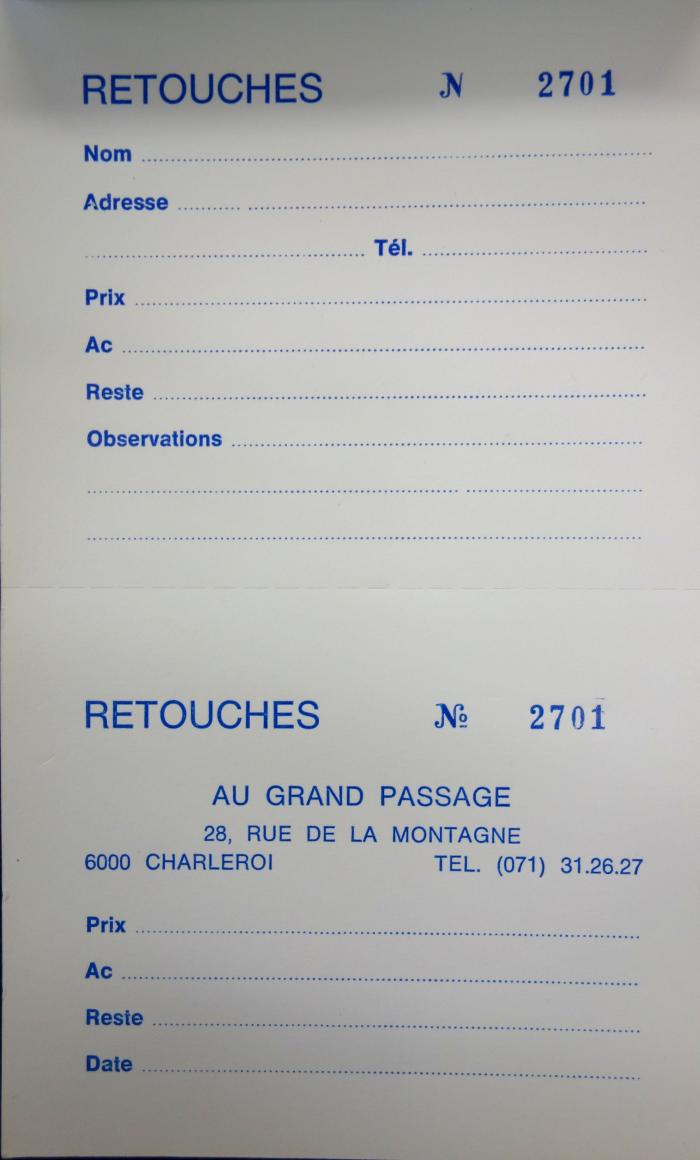 RETOUCHES N 2701
Nom
Adresse
Tél.
Prix
Ac
Reste
Observations
RETOUCHES Nº 2701
AU GRAND PASSAGE
28, RUE DE LA MONTAGNE
6000 CHARLEROI TEL. (071) 31.26.27
Prix
Ac
Reste
Date